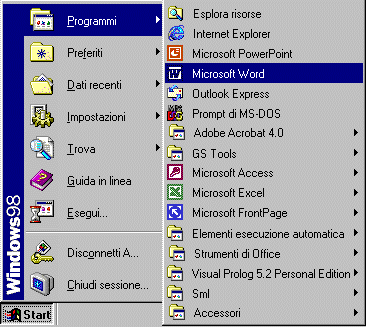 Programmi
Preferiti
Dati recenti
Impostazioni
Trova
Guida in linea
Esegui...
Disconnetti A...
Chiudi sessione...
Windows98
Start
Esplora risorse
Internet Explorer
Microsoft PowerPoint
Microsoft Word
Outlook Express
Prompt di MS-DOS
Adobe Acrobat 4.0
GS Tools
Microsoft Access
Microsoft Excel
Microsoft FrontPage
Elementi esecuzione automatica
Strumenti di Office
Visual Prolog 5.2 Personal Edition
Sml
Accessori